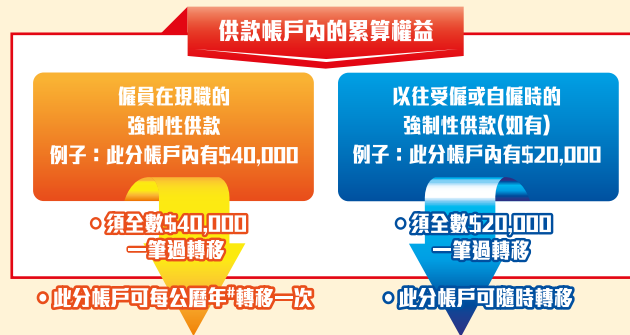 供款帳戶內的累算權益
僱員在現職的
強制性供款
例子：此分帳戶內有$40,000
以往受僱或自僱時的
強制性供款(如有)
例子：此分帳戶內有$20,000
• 須全數$40,000
一筆過轉移
• 須全數$20,000
一筆過轉移
• 此分帳戶可每公曆年#轉移一次
• 此分帳戶可隨時轉移